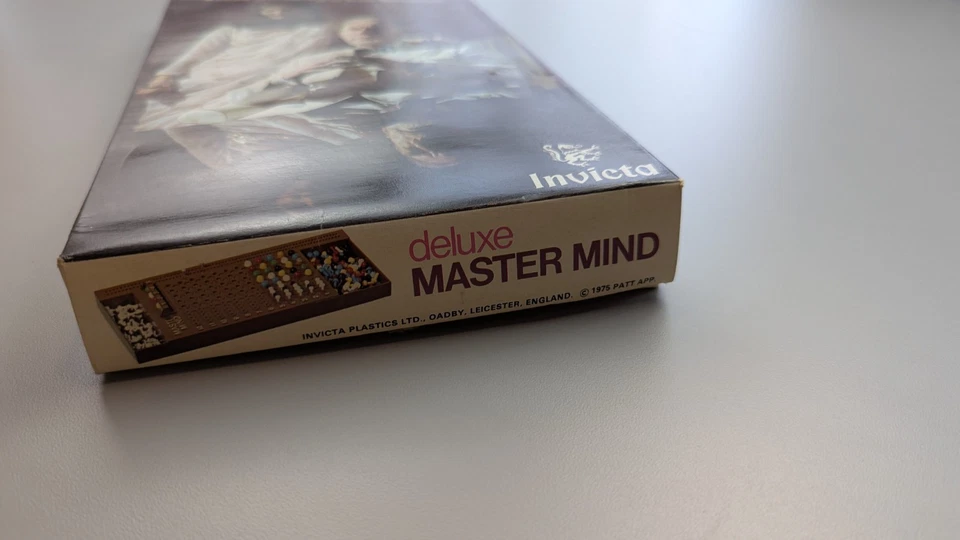 Invicta
deluxe
MASTER MIND
INVICTA PLASTICS LTD., OADBY, LEICESTER, ENGLAND. © 1975 PATT APP.